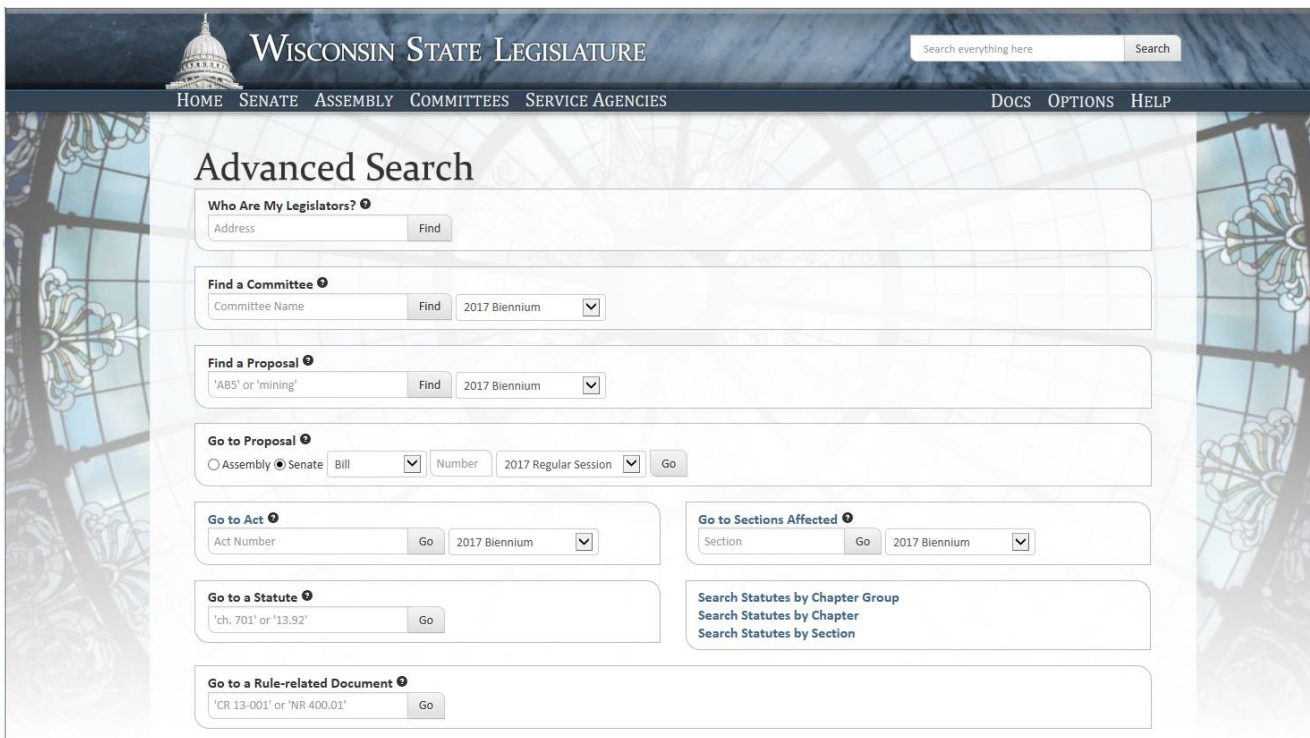 WISCONSIN STATE LEGISLATURE
Search everything here Search
HOME SENATE ASSEMBLY COMMITTEES SERVICE AGENCIES DOCS OPTIONS HELP
Advanced Search
Who Are My Legislators? ?
Address Find
Find a Committee ?
Committee Name Find 2017 Biennium
Find a Proposal ?
'AB5' or 'mining' Find 2017 Biennium
Go to Proposal ?
Assembly Senate Bill Number 2017 Regular Session Go
Go to Act ?
Act Number Go 2017 Biennium
Go to Sections Affected ?
Section Go 2017 Biennium
Go to a Statute ?
'ch. 701' or '13.92' Go
Search Statutes by Chapter Group
Search Statutes by Chapter
Search Statutes by Section
Go to a Rule-related Document ?
'CR 13-001' or 'NR 400.01' Go